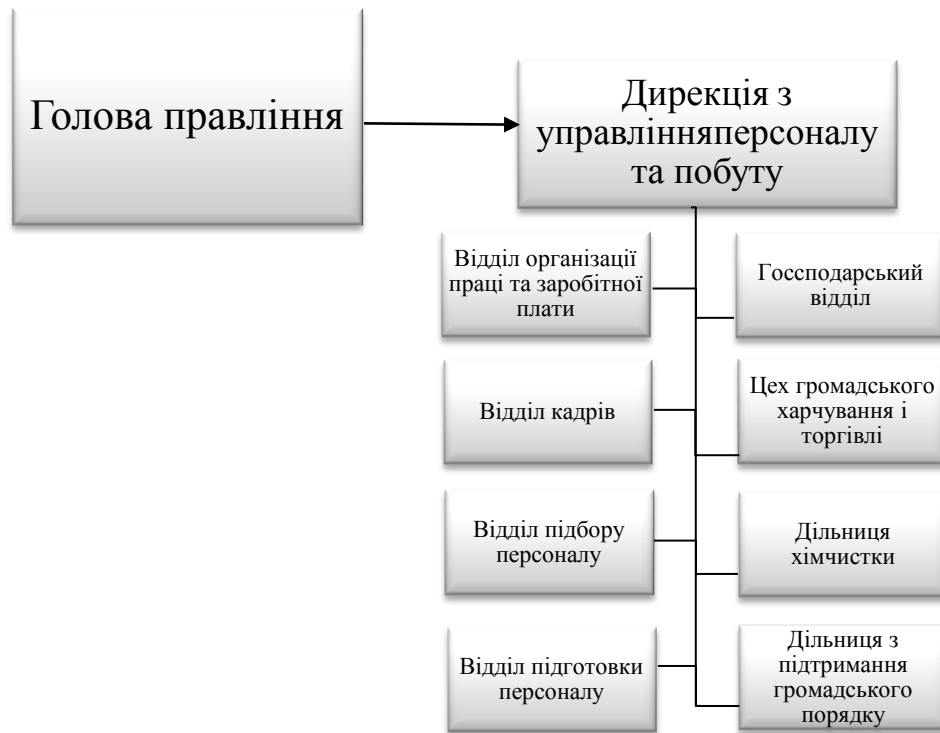 Голова правління
Дирекція з
управлінняперсоналу
та побуту
Відділ організації
праці та заробітної
плати
Госсподарський
відділ
Відділ кадрів
Цех громадського
харчування і
торгівлі
Відділ підбору
персоналу
Дільниця
хімчистки
Відділ підготовки
персоналу
Дільниця з
підтримання
громадського
порядку